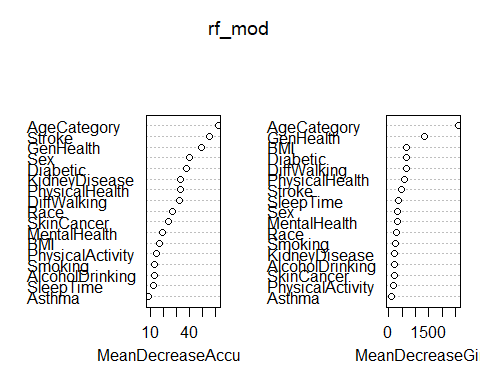 rf_mod
AgeCategory
Stroke
GenHealth
Sex
Diabetic
KidneyDisease
PhysicalHealth
DiffWalking
Race
SkinCancer
MentalHealth
BMI
PhysicalActivity
Smoking
AlcoholDrinking
SleepTime
Asthma
10 40
MeanDecreaseAccu
AgeCategory
GenHealth
BMI
Diabetic
DiffWalking
PhysicalHealth
Stroke
SleepTime
Sex
MentalHealth
Race
Smoking
KidneyDisease
AlcoholDrinking
SkinCancer
PhysicalActivity
Asthma
0 1500
MeanDecreaseGi